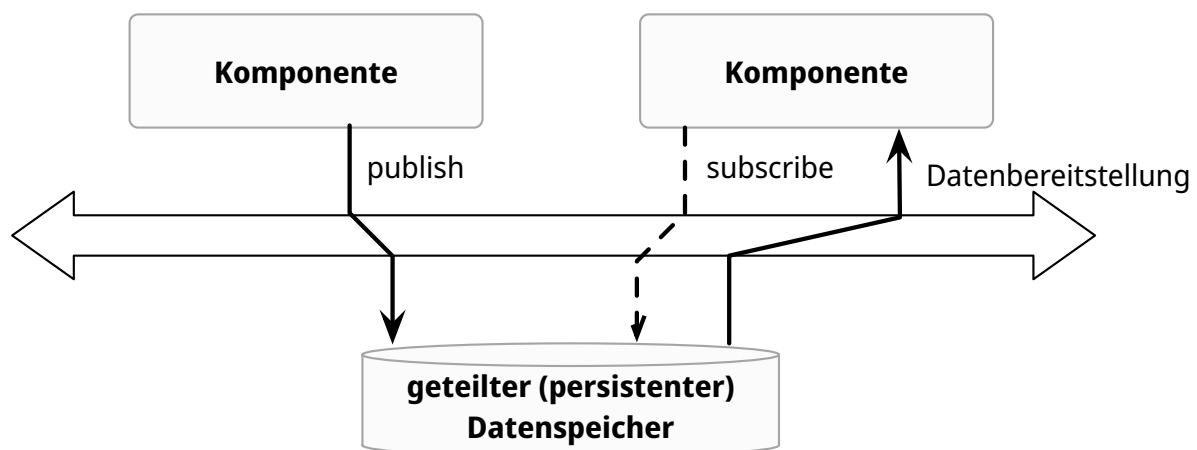 Komponente
Komponente
publish
subscribe
Datenbereitstellung
geteilter (persistenter)
Datenspeicher